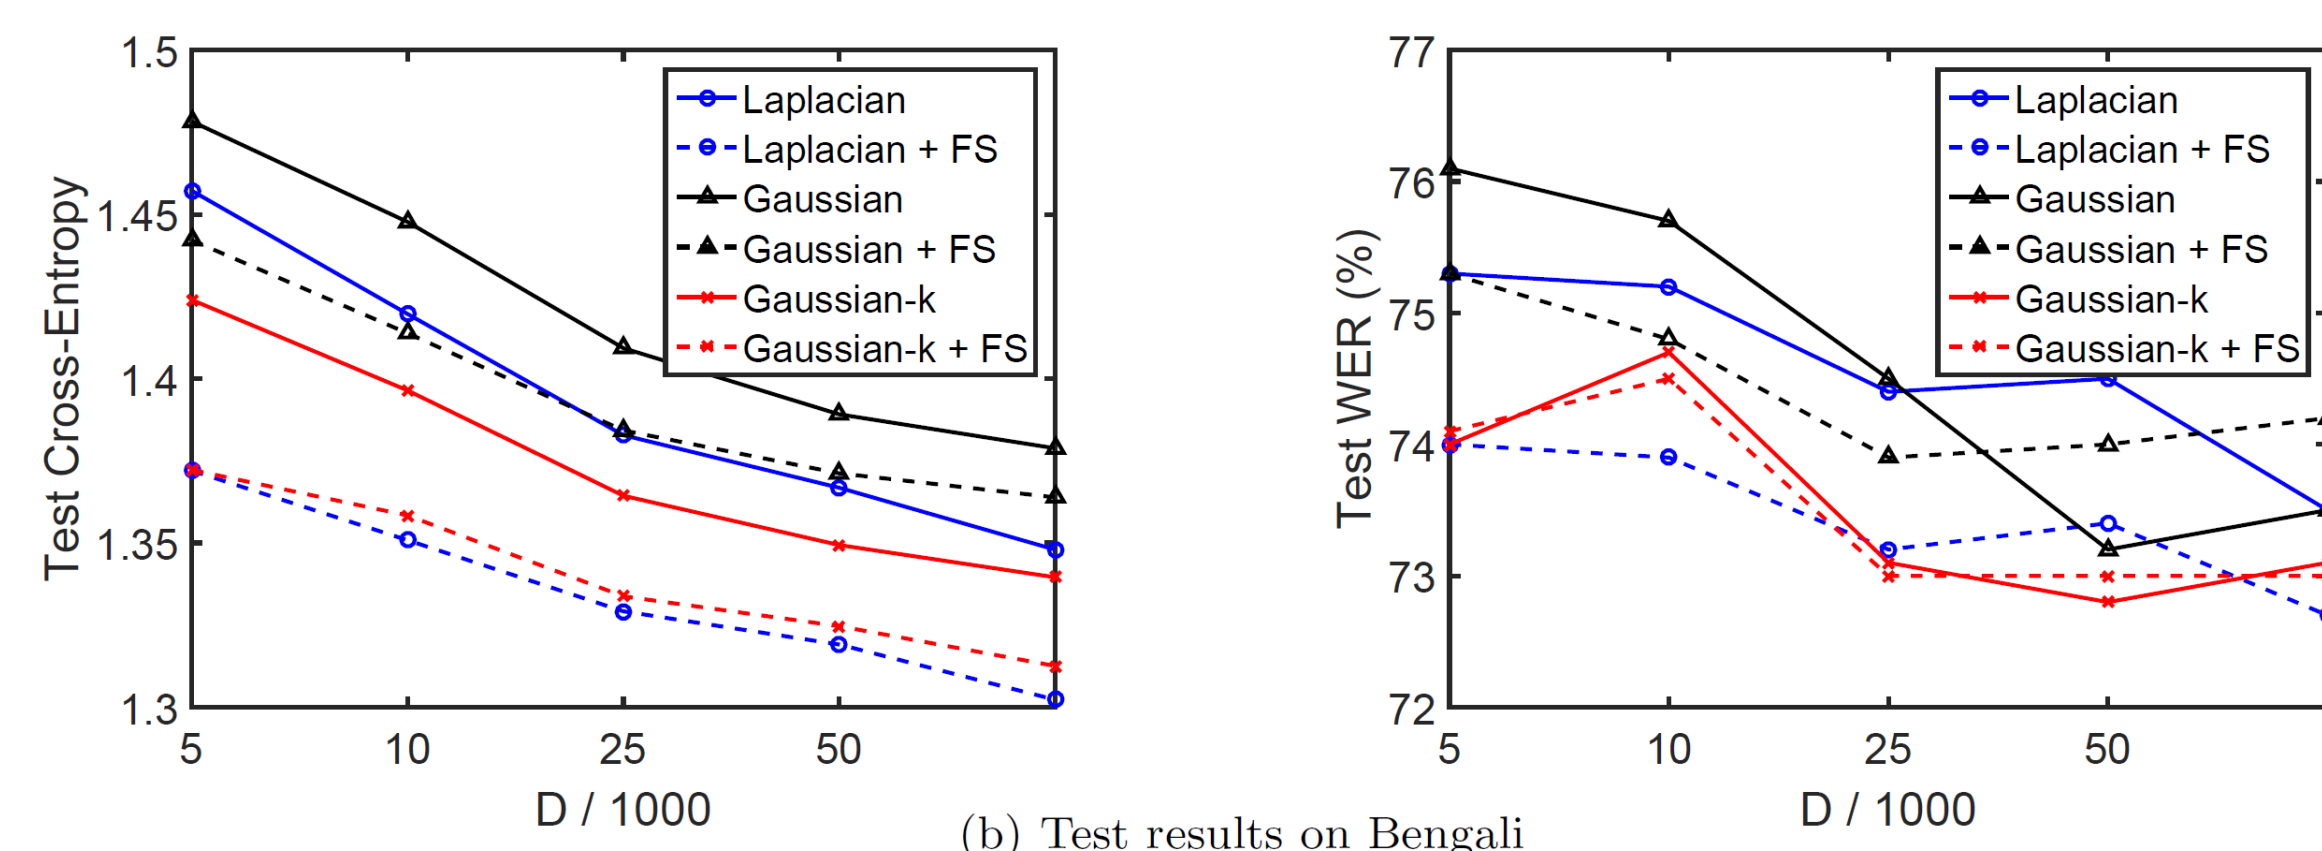 Test Cross-Entropy
1.5
1.45
1.4
1.35
1.3
5 10 25 50
D / 1000
Laplacian
Laplacian + FS
Gaussian
Gaussian + FS
Gaussian-k
Gaussian-k + FS
Test WER (%)
77
76
75
74
73
72
5 10 25 50
D / 1000
Laplacian
Laplacian + FS
Gaussian
Gaussian + FS
Gaussian-k
Gaussian-k + FS
(b) Test results on Bengali